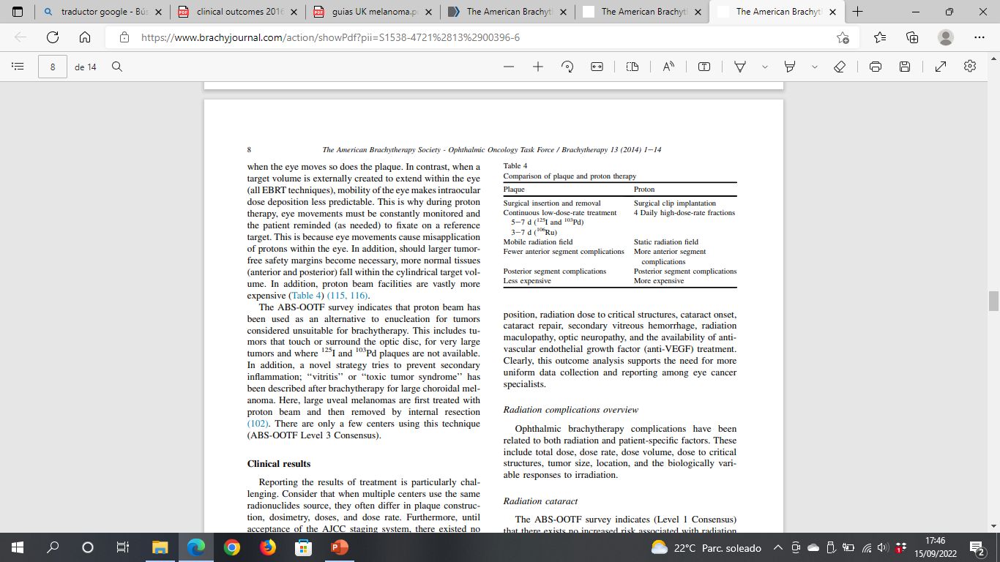 traductor google - Bús
clinical outcomes 2016
guias UK melanoma.p
The American Brachyt
The American Brachyt
The American Brachyt
https://www.brachyjournal.com/action/showPdf?pii=S1538-4721%2813%2900396-6
8 de 14
8
The American Brachytherapy Society - Ophthalmic Oncology Task Force / Brachytherapy 13 (2014) 1–14
when the eye moves so does the plaque. In contrast, when a
target volume is externally created to extend within the eye
(all EBRT techniques), mobility of the eye makes intraocular
dose deposition less predictable. This is why during proton
therapy, eye movements must be constantly monitored and
the patient reminded (as needed) to fixate on a reference
target. This is because eye movements cause misapplication
of protons within the eye. In addition, should larger tumor-
free safety margins become necessary, more normal tissues
(anterior and posterior) fall within the cylindrical target vol-
ume. In addition, proton beam facilities are vastly more
expensive (Table 4) (115, 116).
The ABS-OOTF survey indicates that proton beam has
been used as an alternative to enucleation for tumors
considered unsuitable for brachytherapy. This includes tu-
mors that touch or surround the optic disc, for very large
tumors and where ¹²⁵I and ¹⁰³Pd plaques are not available.
In addition, a novel strategy tries to prevent secondary
inflammation; ‘‘vitritis’’ or ‘‘toxic tumor syndrome’’ has
been described after brachytherapy for large choroidal mel-
anoma. Here, large uveal melanomas are first treated with
proton beam and then removed by internal resection
(102). There are only a few centers using this technique
(ABS-OOTF Level 3 Consensus).
Clinical results
Reporting the results of treatment is particularly chal-
lenging. Consider that when multiple centers use the same
radionuclides source, they often differ in plaque construc-
tion, dosimetry, doses, and dose rate. Furthermore, until
acceptance of the AJCC staging system, there existed no
Table 4
Comparison of plaque and proton therapy
Plaque Proton
Surgical insertion and removal Surgical clip implantation
Continuous low-dose-rate treatment 4 Daily high-dose-rate fractions
5–7 d (¹²⁵I and ¹⁰³Pd)
3–7 d (¹⁰⁶Ru)
Mobile radiation field Static radiation field
Fewer anterior segment complications More anterior segment
complications
Posterior segment complications Posterior segment complications
Less expensive More expensive
position, radiation dose to critical structures, cataract onset,
cataract repair, secondary vitreous hemorrhage, radiation
maculopathy, optic neuropathy, and the availability of anti-
vascular endothelial growth factor (anti-VEGF) treatment.
Clearly, this outcome analysis supports the need for more
uniform data collection and reporting among eye cancer
specialists.
Radiation complications overview
Ophthalmic brachytherapy complications have been
related to both radiation and patient-specific factors. These
include total dose, dose rate, dose volume, dose to critical
structures, tumor size, location, and the biologically vari-
able responses to irradiation.
Radiation cataract
The ABS-OOTF survey indicates (Level 1 Consensus)
that there exists no increased risk associated with radiation
22°C Parc. soleado
17:46
15/09/2022
2